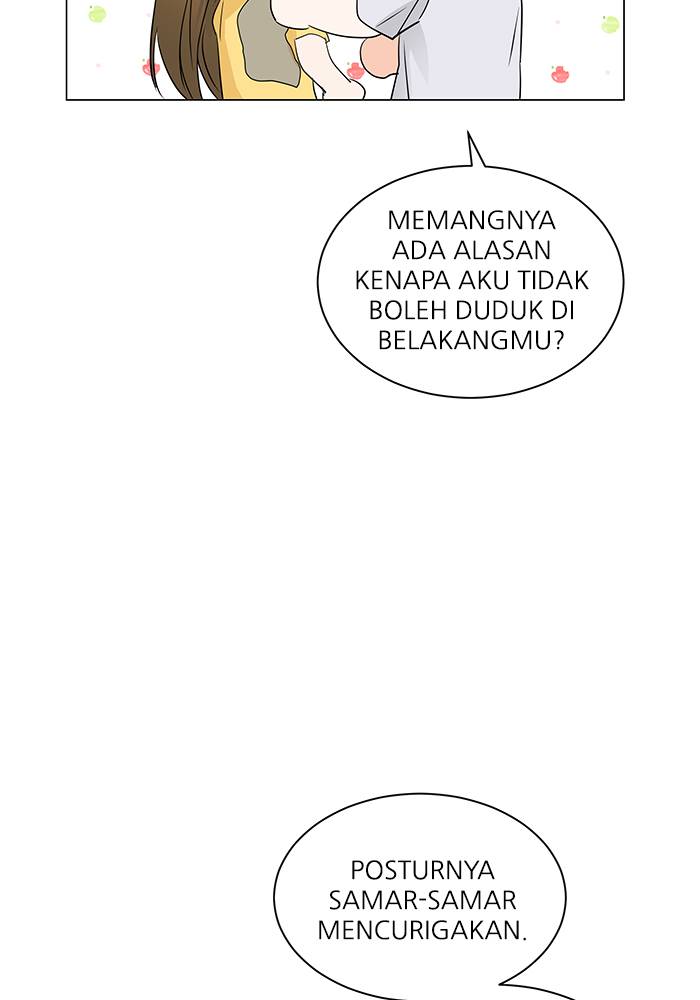 MEMANGNYA
ADA ALASAN
KENAPA AKU TIDAK
BOLEH DUDUK DI
BELAKANGMU?
POSTURNYA
SAMAR-SAMAR
MENCURIGAKAN.